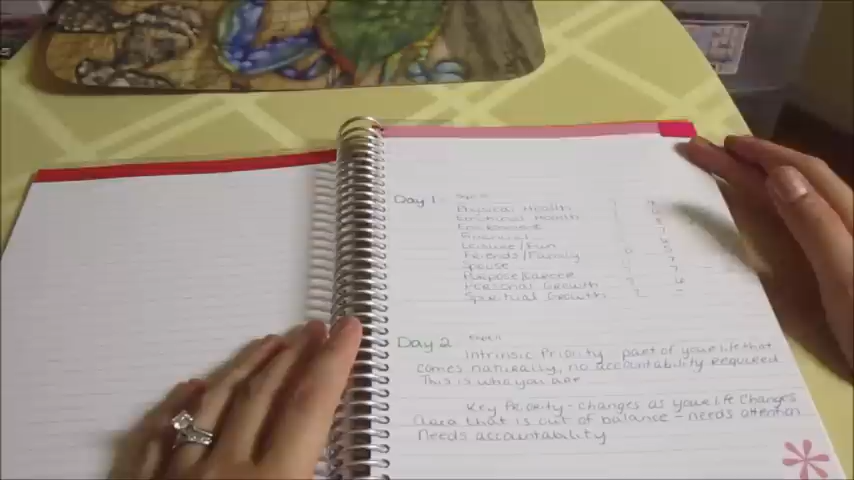 Day 1
Physical Health
Emotional Health
Environment
Financial
Leisure/Fun
Friends/Family
Spouse
Purpose/Career
Personal Growth
Spiritual Growth
Day 2
Intrinsic Priority part of your life that
comes naturally, no accountability required
This is who you are
Key Priority - changes as your life changes
Area that is out of balance - needs attention
Needs accountability